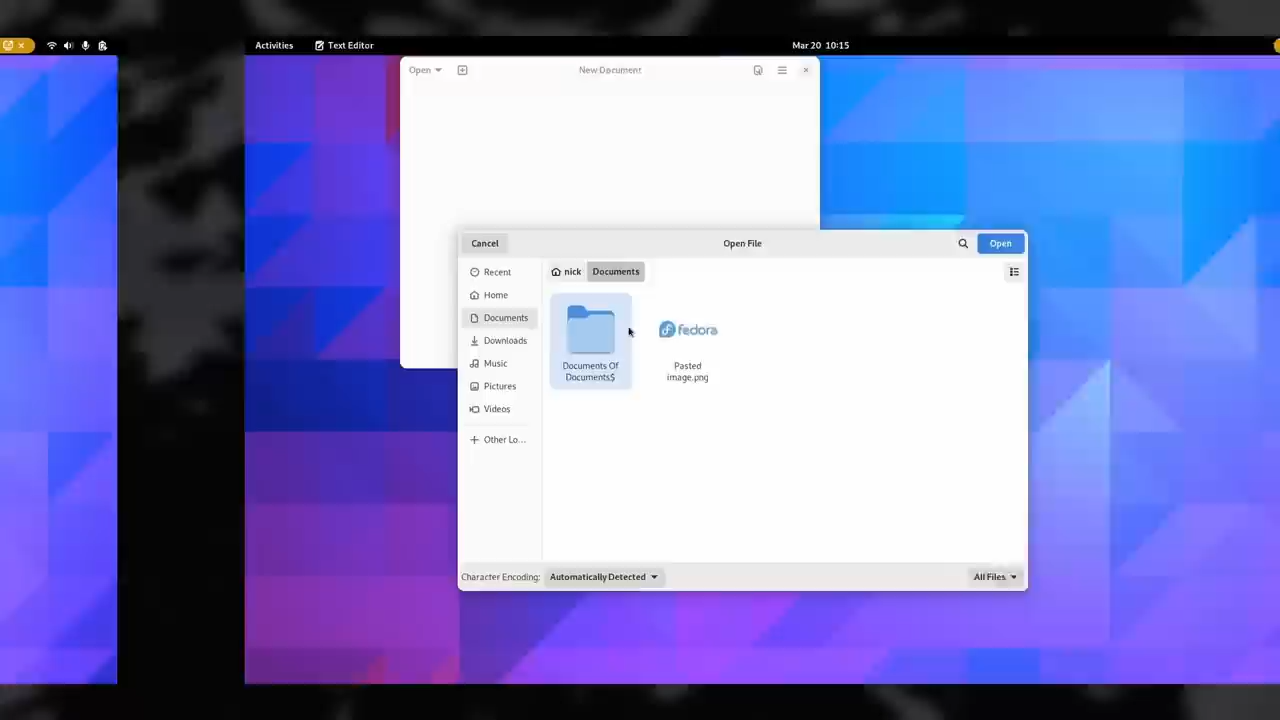 Activities
Text Editor
Mar 20 10:15
Open
New Document
Cancel
Open File
Open
Recent
Home
Documents
Downloads
Music
Pictures
Videos
Other Lo...
nick
Documents
Documents Of
Documents$
fedora
Pasted
image.png
Character Encoding:
Automatically Detected
All Files